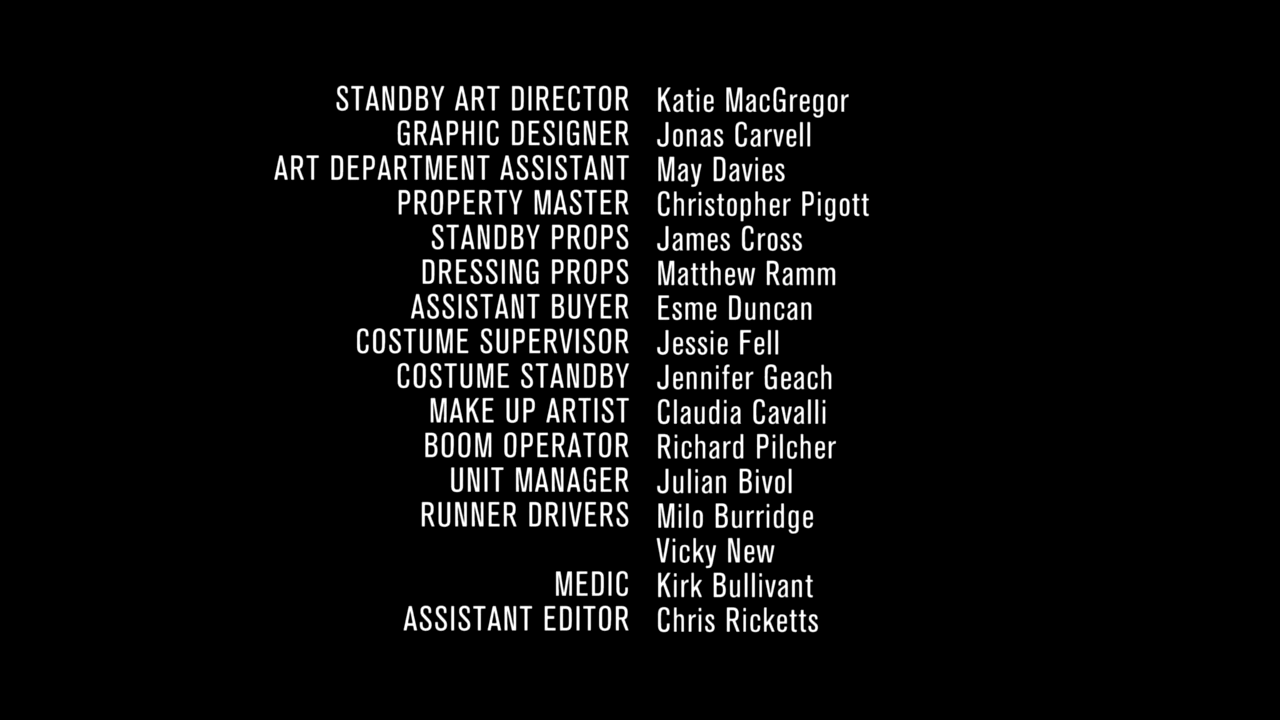 STANDBY ART DIRECTOR Katie MacGregor
GRAPHIC DESIGNER Jonas Carvell
ART DEPARTMENT ASSISTANT May Davies
PROPERTY MASTER Christopher Pigott
STANDBY PROPS James Cross
DRESSING PROPS Matthew Ramm
ASSISTANT BUYER Esme Duncan
COSTUME SUPERVISOR Jessie Fell
COSTUME STANDBY Jennifer Geach
MAKE UP ARTIST Claudia Cavalli
BOOM OPERATOR Richard Pilcher
UNIT MANAGER Julian Bivol
RUNNER DRIVERS Milo Burridge
Vicky New
MEDIC Kirk Bullivant
ASSISTANT EDITOR Chris Ricketts